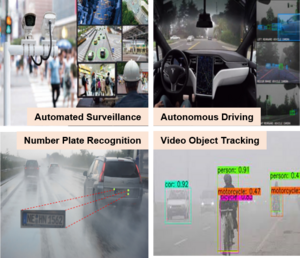 Automated Surveillance
Autonomous Driving
Number Plate Recognition
Video Object Tracking
person: 0.91
car: 0.92
person: 0.4
motorcycle: 0.47
motorcycle: